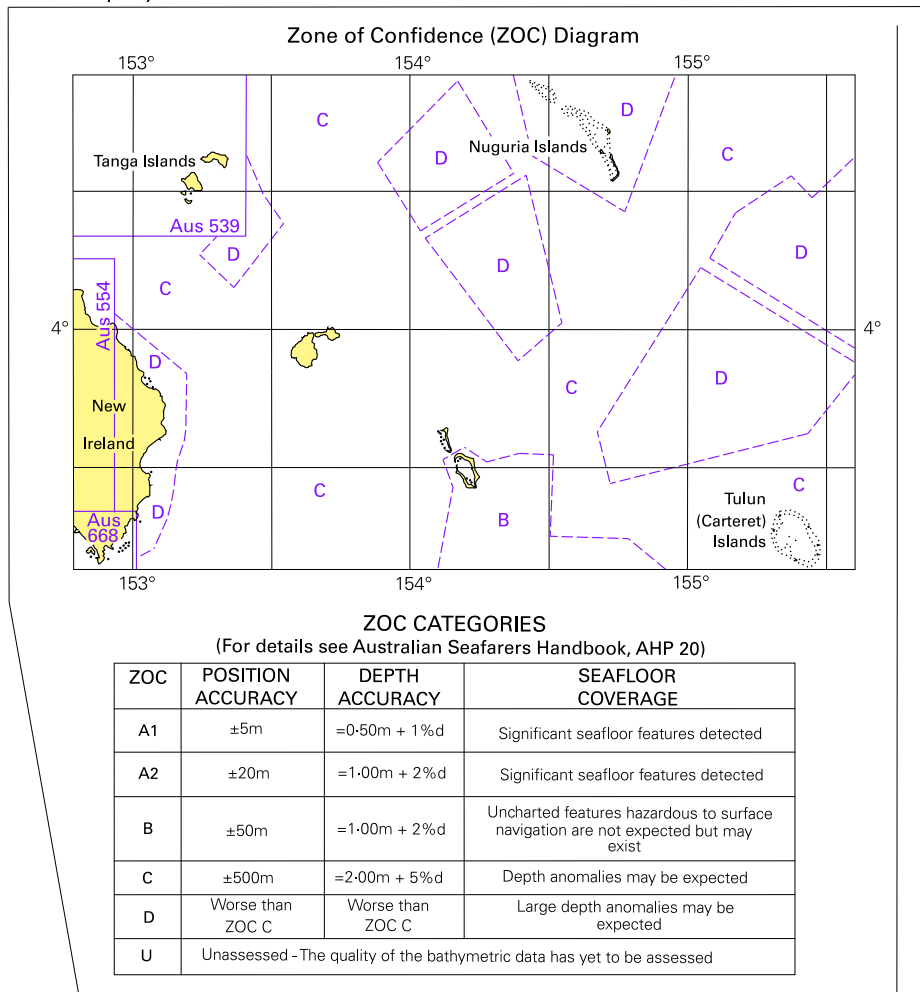 Zone of Confidence (ZOC) Diagram
153° 154° 155°
C
D
Tanga Islands
Nuguria Islands
D
C
Aus 539
D
D
D
C
Aus 554
4° 4°
D
D
New
Ireland
C
C
C
D
B
Tulun
(Carteret)
Islands
Aus
668
153° 154° 155°
ZOC CATEGORIES
(For details see Australian Seafarers Handbook, AHP 20)
ZOC POSITION ACCURACY DEPTH ACCURACY SEAFLOOR COVERAGE
A1 ±5m =0·50m + 1%d Significant seafloor features detected
A2 ±20m =1·00m + 2%d Significant seafloor features detected
B ±50m =1·00m + 2%d Uncharted features hazardous to surface navigation are not expected but may exist
C ±500m =2·00m + 5%d Depth anomalies may be expected
D Worse than ZOC C Worse than ZOC C Large depth anomalies may be expected
U Unassessed - The quality of the bathymetric data has yet to be assessed